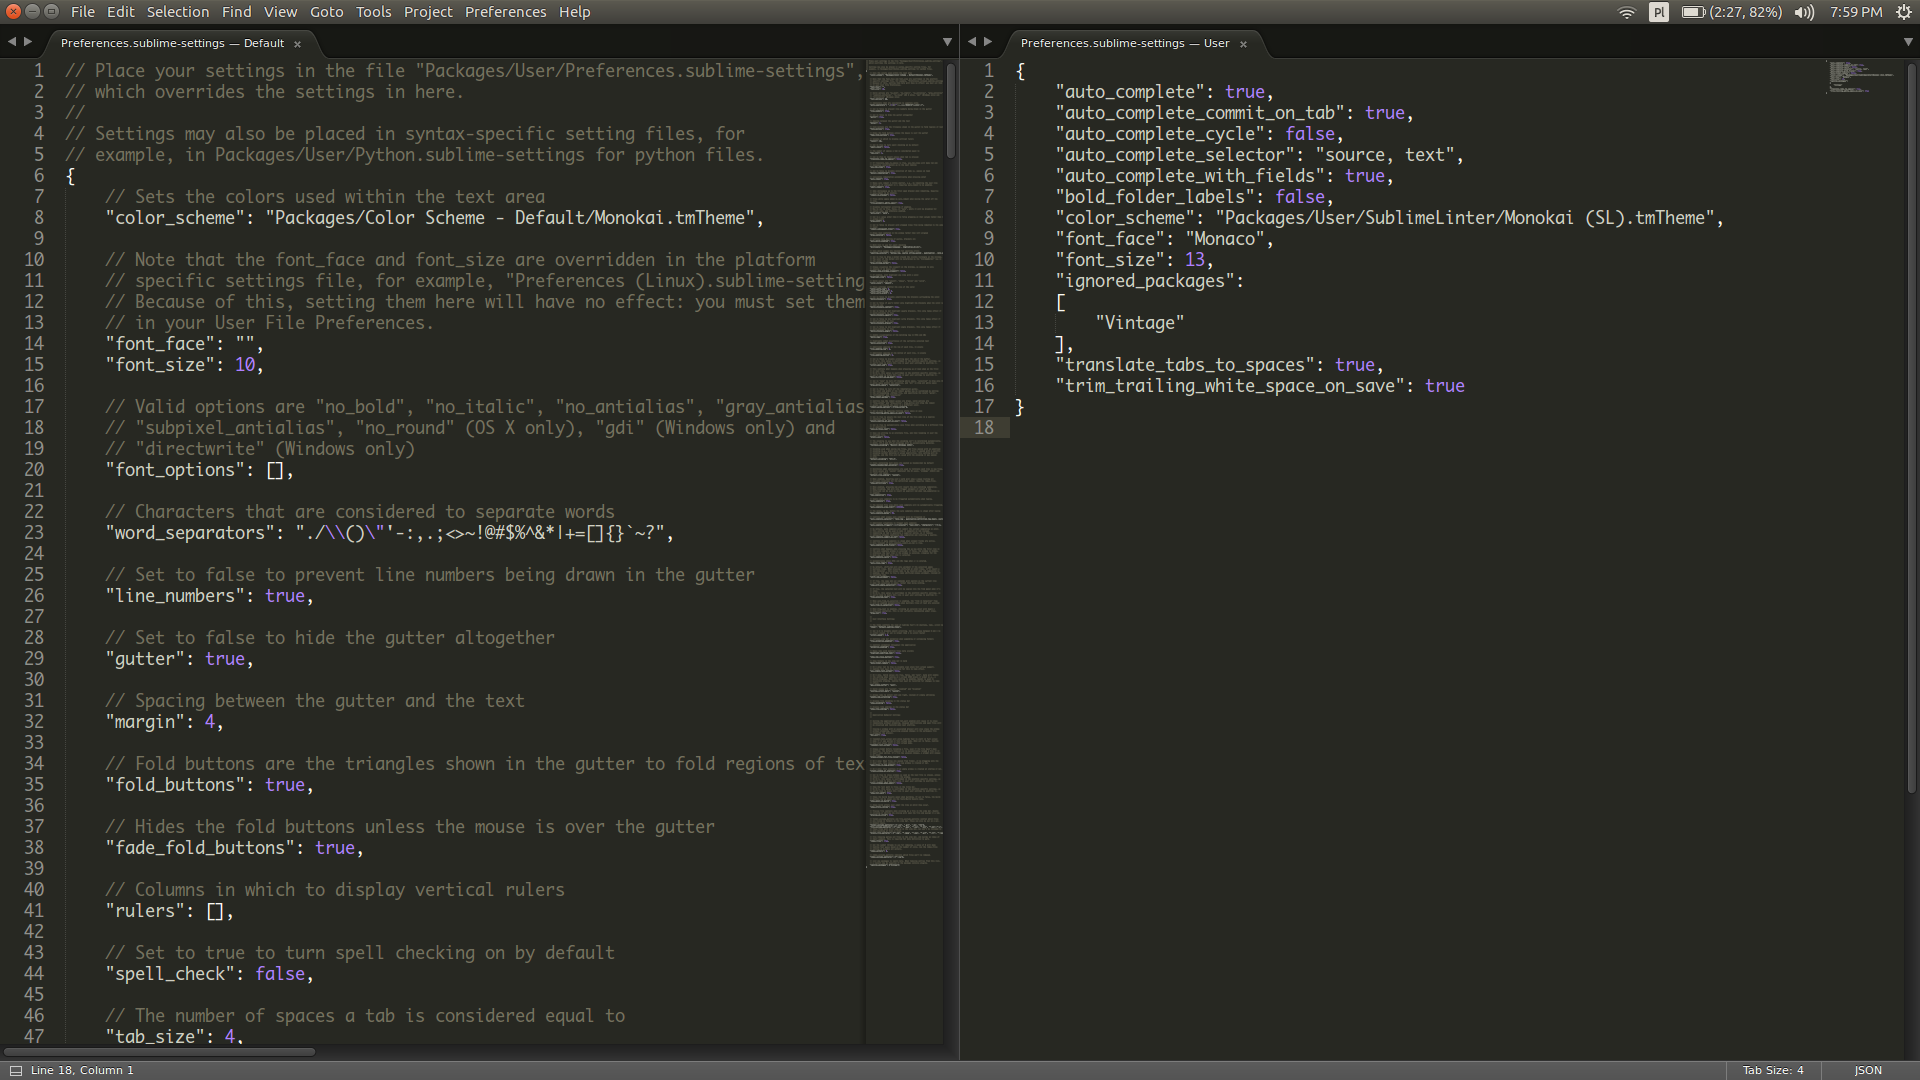 File Edit Selection Find View Goto Tools Project Preferences Help
Pl (2:27, 82%) 7:59 PM
Preferences.sublime-settings — Default ×
1 // Place your settings in the file "Packages/User/Preferences.sublime-settings",
2 // which overrides the settings in here.
3 //
4 // Settings may also be placed in syntax-specific setting files, for
5 // example, in Packages/User/Python.sublime-settings for python files.
6 {
7 // Sets the colors used within the text area
8 "color_scheme": "Packages/Color Scheme - Default/Monokai.tmTheme",
9
10 // Note that the font_face and font_size are overridden in the platform
11 // specific settings file, for example, "Preferences (Linux).sublime-setting
12 // Because of this, setting them here will have no effect: you must set them
13 // in your User File Preferences.
14 "font_face": "",
15 "font_size": 10,
16
17 // Valid options are "no_bold", "no_italic", "no_antialias", "gray_antialias
18 // "subpixel_antialias", "no_round" (OS X only), "gdi" (Windows only) and
19 // "directwrite" (Windows only)
20 "font_options": [],
21
22 // Characters that are considered to separate words
23 "word_separators": "./\\()\"'-:,.;<>~!@#$%^&*|+=[]{}`~?",
24
25 // Set to false to prevent line numbers being drawn in the gutter
26 "line_numbers": true,
27
28 // Set to false to hide the gutter altogether
29 "gutter": true,
30
31 // Spacing between the gutter and the text
32 "margin": 4,
33
34 // Fold buttons are the triangles shown in the gutter to fold regions of tex
35 "fold_buttons": true,
36
37 // Hides the fold buttons unless the mouse is over the gutter
38 "fade_fold_buttons": true,
39
40 // Columns in which to display vertical rulers
41 "rulers": [],
42
43 // Set to true to turn spell checking on by default
44 "spell_check": false,
45
46 // The number of spaces a tab is considered equal to
47 "tab_size": 4,
Preferences.sublime-settings — User ×
1 {
2 "auto_complete": true,
3 "auto_complete_commit_on_tab": true,
4 "auto_complete_cycle": false,
5 "auto_complete_selector": "source, text",
6 "auto_complete_with_fields": true,
7 "bold_folder_labels": false,
8 "color_scheme": "Packages/User/SublimeLinter/Monokai (SL).tmTheme",
9 "font_face": "Monaco",
10 "font_size": 13,
11 "ignored_packages":
12 [
13 "Vintage"
14 ],
15 "translate_tabs_to_spaces": true,
16 "trim_trailing_white_space_on_save": true
17 }
18
Line 18, Column 1
Tab Size: 4 JSON